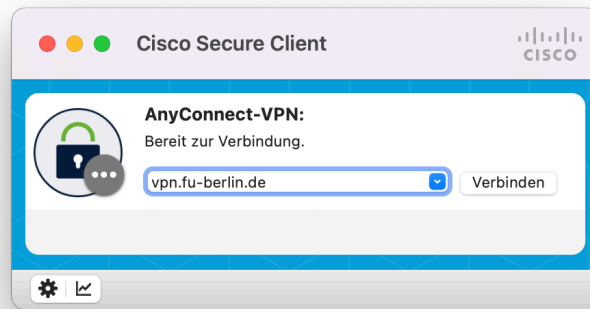 Cisco Secure Client
CISCO
AnyConnect-VPN:
Bereit zur Verbindung.
vpn.fu-berlin.de
Verbinden